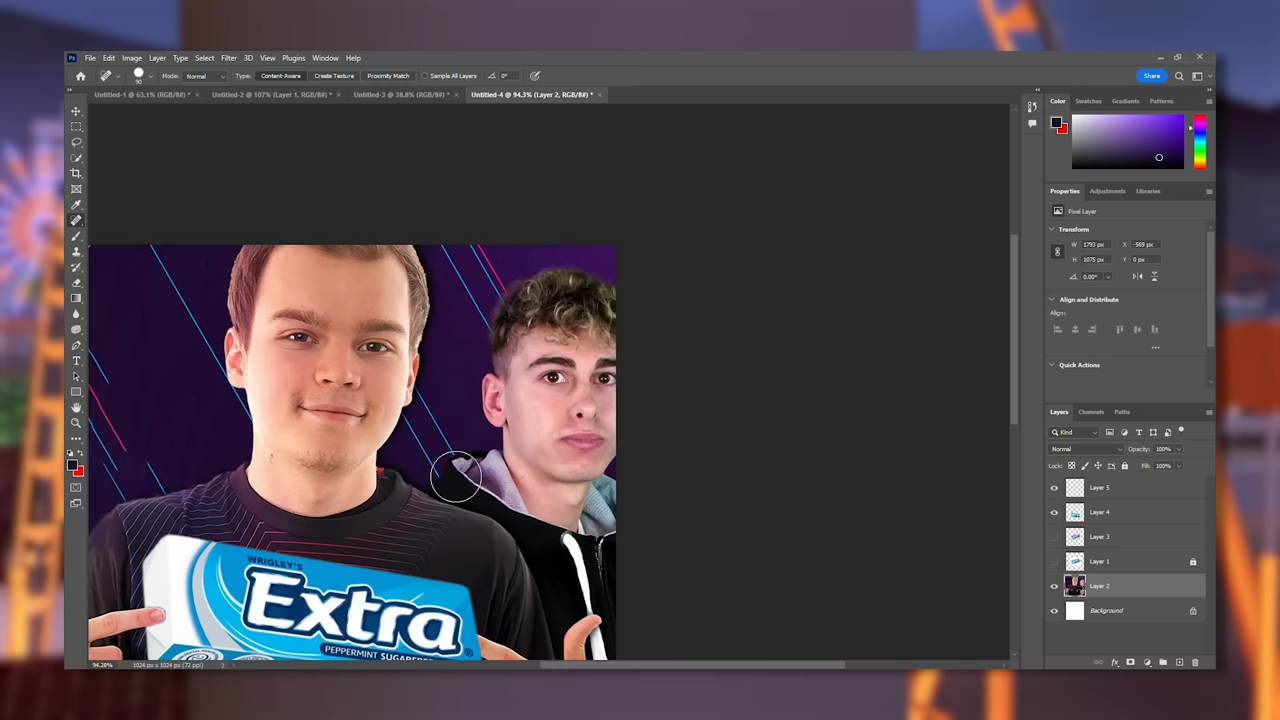 Ps File Edit Image Layer Type Select Filter 3D View Plugins Window Help
90 Mode: Normal Type: Content-Aware Create Texture Proximity Match Sample All Layers 0° Share
Untitled-1 @ 63.1% (RGB/8#) * × Untitled-2 @ 107% (Layer 1, RGB/8#) * × Untitled-3 @ 38.8% (RGB/8#) * × Untitled-4 @ 94.3% (Layer 2, RGB/8#) * ×
Color Swatches Gradients Patterns
Properties Adjustments Libraries
Pixel Layer
Transform
W 1793 px X -569 px
H 1075 px Y 0 px
0.00°
Align and Distribute
Align:
Quick Actions
Layers Channels Paths
Kind
Normal Opacity: 100%
Lock: Fill: 100%
Layer 5
Layer 4
Layer 3
Layer 1
Layer 2
Background
WRIGLEY'S
Extra
PEPPERMINT SUGARFREE
94.28% 1024 px x 1024 px (72 ppi)